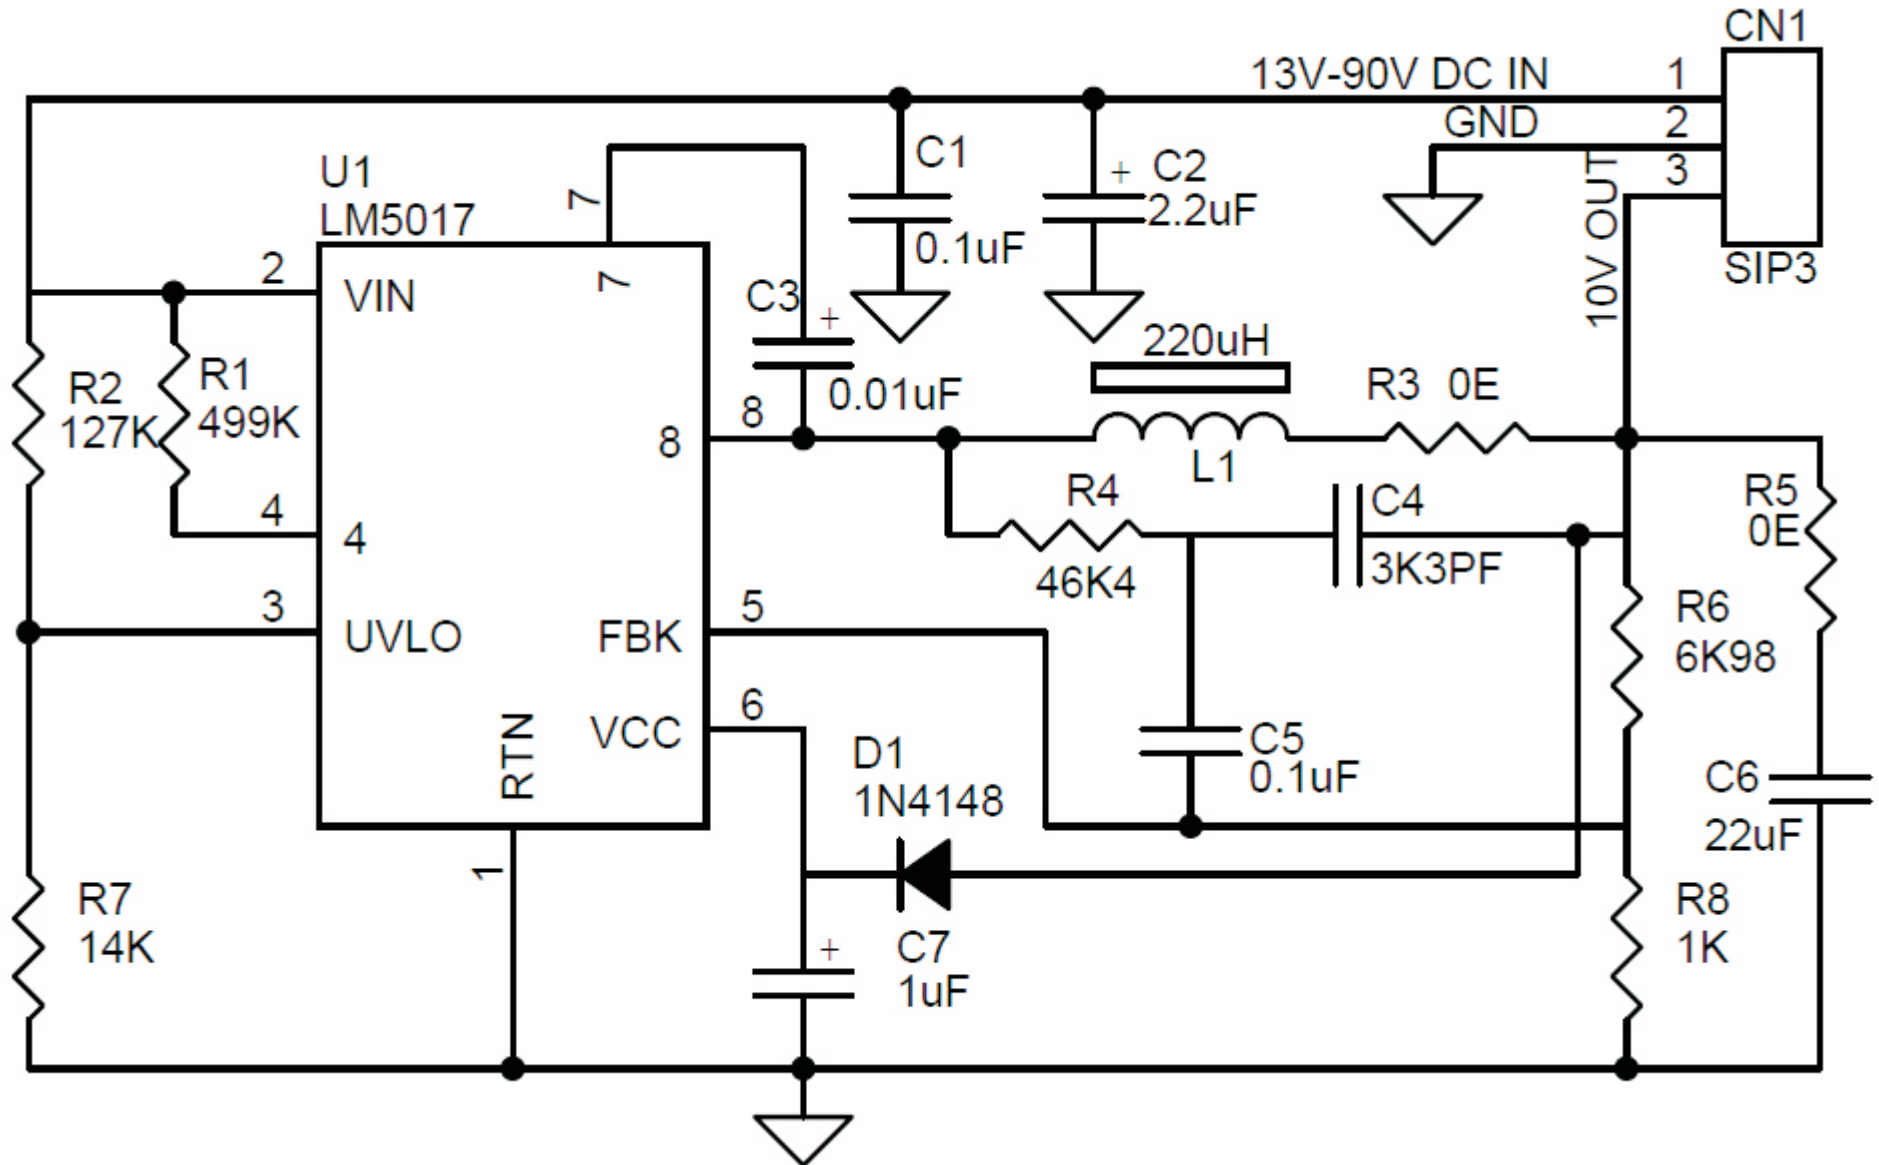 CN1
13V-90V DC IN
1
GND
2
3
10V OUT
SIP3
U1
LM5017
7
7
C1
0.1uF
+
C2
2.2uF
2
VIN
C3
+
0.01uF
220uH
L1
R3 0E
R2
127K
R1
499K
8
8
4
4
R4
46K4
C4
3K3PF
R5
0E
3
UVLO
FBK
5
R6
6K98
VCC
6
RTN
1
D1
1N4148
C5
0.1uF
C6
22uF
R7
14K
+
C7
1uF
R8
1K